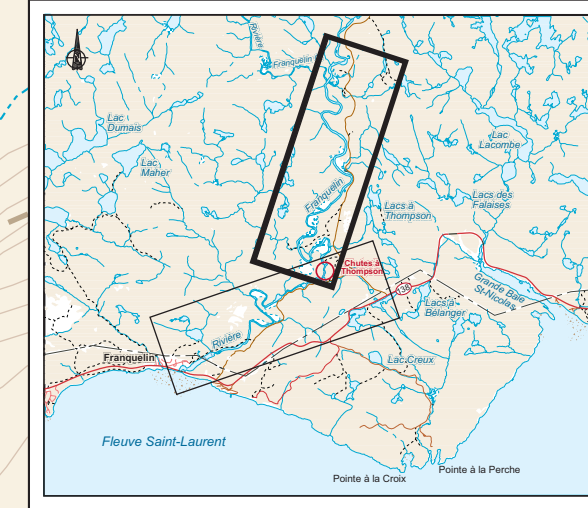 Rivière
Franquelin
Lac
Dumais
Lac
Maher
Lac
Lacombe
Franquelin
Lacs à
Thompson
Lacs des
Falaises
Chutes à
Thompson
38
Grande Baie
St-Nicolas
Lacs à
Bélanger
Rivière
Franquelin
Lac Creux
Fleuve Saint-Laurent
Pointe à la Croix
Pointe à la Perche